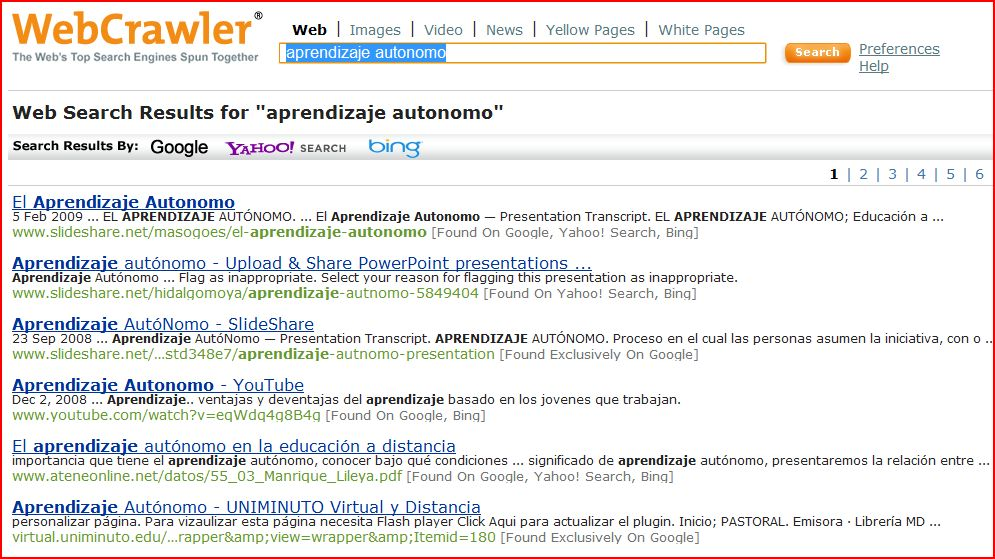 WebCrawler®
The Web's Top Search Engines Spun Together
Web | Images | Video | News | Yellow Pages | White Pages
aprendizaje autonomo
Search
Preferences
Help
Web Search Results for "aprendizaje autonomo"
Search Results By: Google YAHOO! SEARCH bing
1 | 2 | 3 | 4 | 5 | 6
El Aprendizaje Autonomo
5 Feb 2009 ... EL APRENDIZAJE AUTÓNOMO. ... El Aprendizaje Autonomo — Presentation Transcript. EL APRENDIZAJE AUTÓNOMO; Educación a ...
www.slideshare.net/masogoes/el-aprendizaje-autonomo [Found On Google, Yahoo! Search, Bing]
Aprendizaje autónomo - Upload & Share PowerPoint presentations ...
Aprendizaje Autónomo ... Flag as inappropriate. Select your reason for flagging this presentation as inappropriate.
www.slideshare.net/hidalgomoya/aprendizaje-autnomo-5849404 [Found On Yahoo! Search, Bing]
Aprendizaje AutóNomo - SlideShare
23 Sep 2008 ... Aprendizaje AutóNomo — Presentation Transcript. APRENDIZAJE AUTÓNOMO. Proceso en el cual las personas asumen la iniciativa, con o ..
www.slideshare.net/...std348e7/aprendizaje-autnomo-presentation [Found Exclusively On Google]
Aprendizaje Autonomo - YouTube
Dec 2, 2008 ... Aprendizaje.. ventajas y deventajas del aprendizaje basado en los jovenes que trabajan.
www.youtube.com/watch?v=eqWdq4g8B4g [Found On Google, Bing]
El aprendizaje autónomo en la educación a distancia
importancia que tiene el aprendizaje autónomo, conocer bajo qué condiciones ... significado de aprendizaje autónomo, presentaremos la relación entre ...
www.ateneonline.net/datos/55_03_Manrique_Lileya.pdf [Found On Google, Yahoo! Search, Bing]
Aprendizaje Autónomo - UNIMINUTO Virtual y Distancia
personalizar página. Para vizaulizar esta página necesita Flash player Click Aqui para actualizar el plugin. Inicio; PASTORAL. Emisora · Librería MD ...
virtual.uniminuto.edu/...rapper&amp;view=wrapper&amp;Itemid=180 [Found Exclusively On Google]